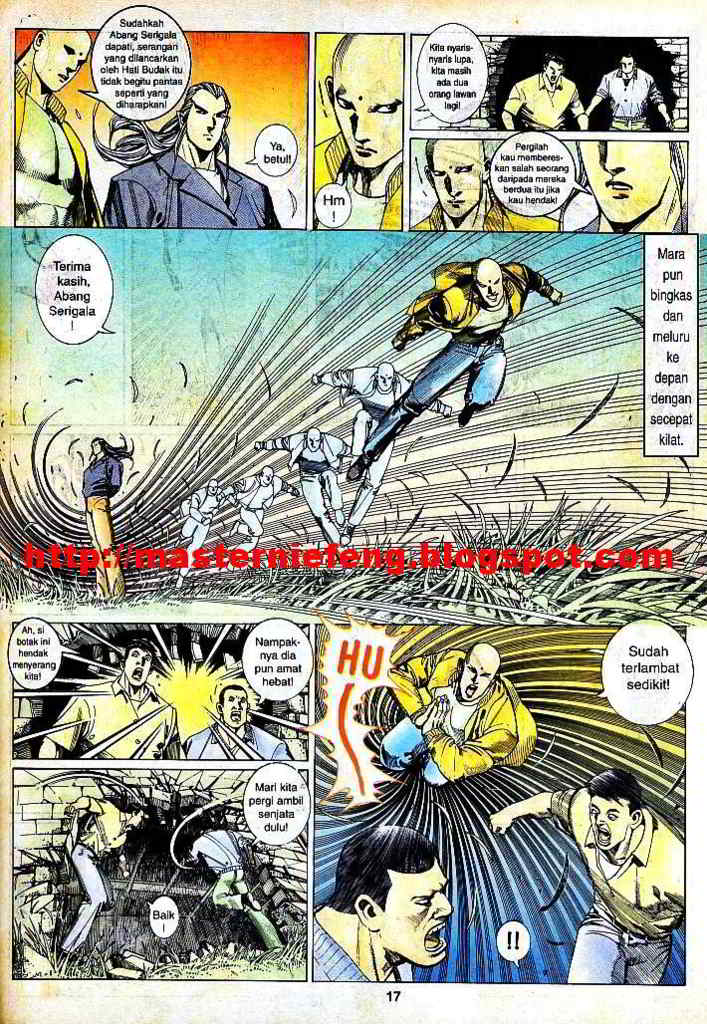 Sudahkah
Abang Serigala
dapati, serangan
yang dilancarkan
oleh Hati Budak itu
tidak begitu pantas
seperti yang
diharapkan!
Ya,
betul!
Hm
!
Kita nyaris-
nyaris lupa,
kita masih
ada dua
orang lawan
lagi!
Pergilah
kau memberes-
kan salah seorang
daripada mereka
berdua itu jika
kau hendak!
Terima
kasih,
Abang
Serigala
!
Mara
pun
bingkas
dan
meluru
ke
depan
dengan
secepat
kilat.
http://masterniefeng.blogspot.com
Ah, si
botak ini
hendak
menyerang
kita!
Nampak-
nya dia
pun amat
hebat!
Mari kita
pergi ambil
senjata
dulu!
Baik
!
HU
Sudah
terlambat
sedikit!
!!
17